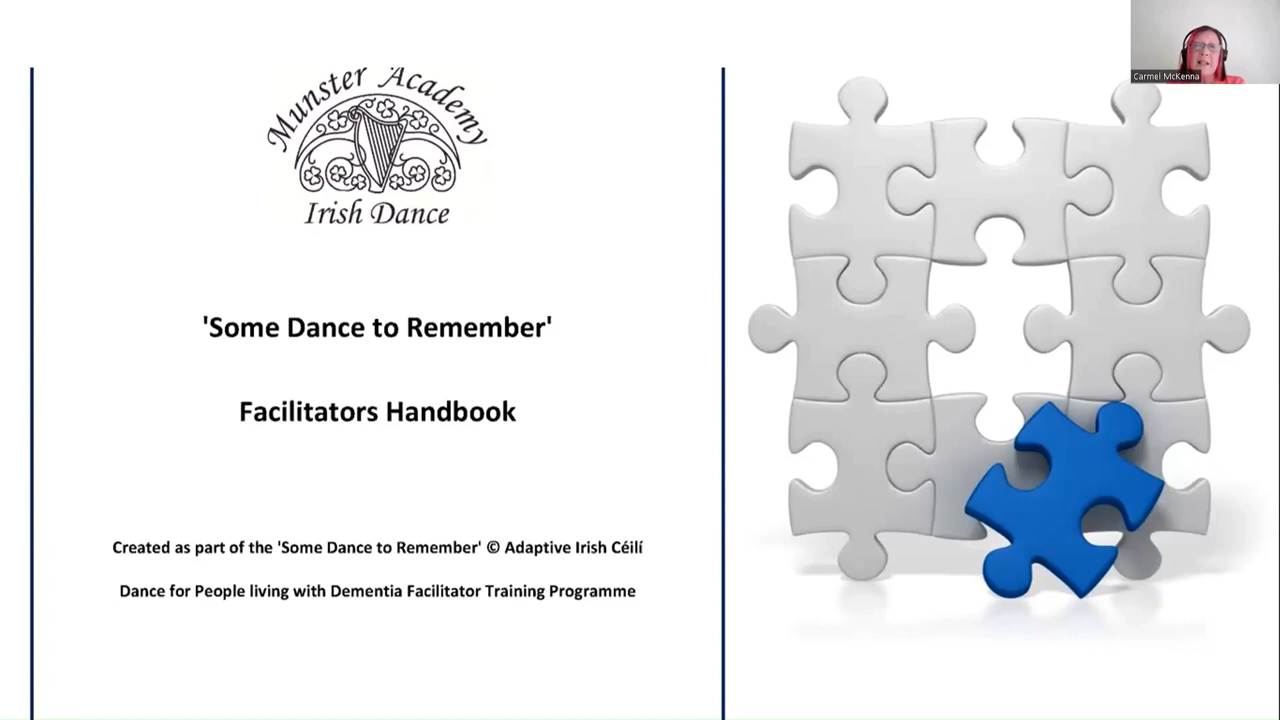 Carmel McKenna
Munster Academy
Irish Dance
'Some Dance to Remember'
Facilitators Handbook
Created as part of the 'Some Dance to Remember' © Adaptive Irish Céilí
Dance for People living with Dementia Facilitator Training Programme